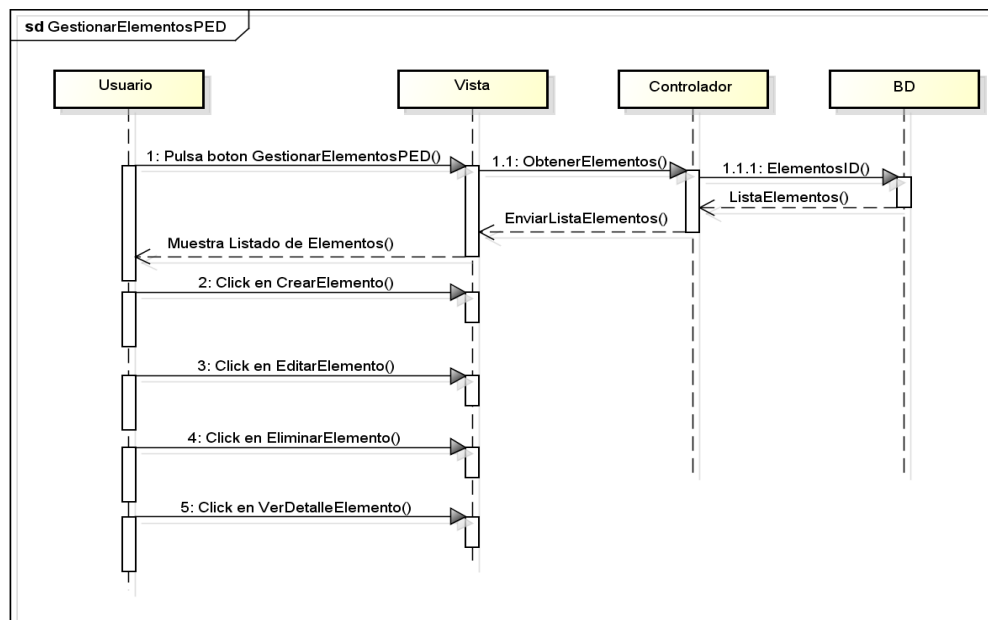 sd GestionarElementosPED
Usuario
Vista
Controlador
BD
1: Pulsa boton GestionarElementosPED()
1.1: ObtenerElementos()
1.1.1: ElementosID()
ListaElementos()
EnviarListaElementos()
Muestra Listado de Elementos()
2: Click en CrearElemento()
3: Click en EditarElemento()
4: Click en EliminarElemento()
5: Click en VerDetalleElemento()